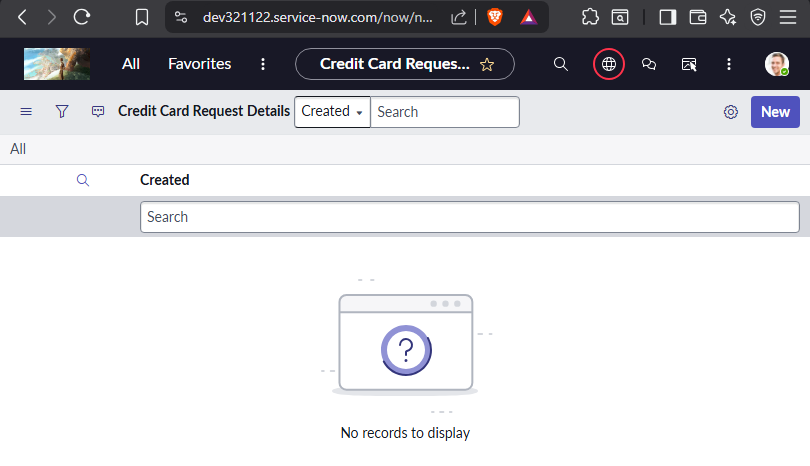 dev321122.service-now.com/now/n...
All Favorites Credit Card Reques...
Credit Card Request Details Created Search New
All
Created
Search
?
No records to display